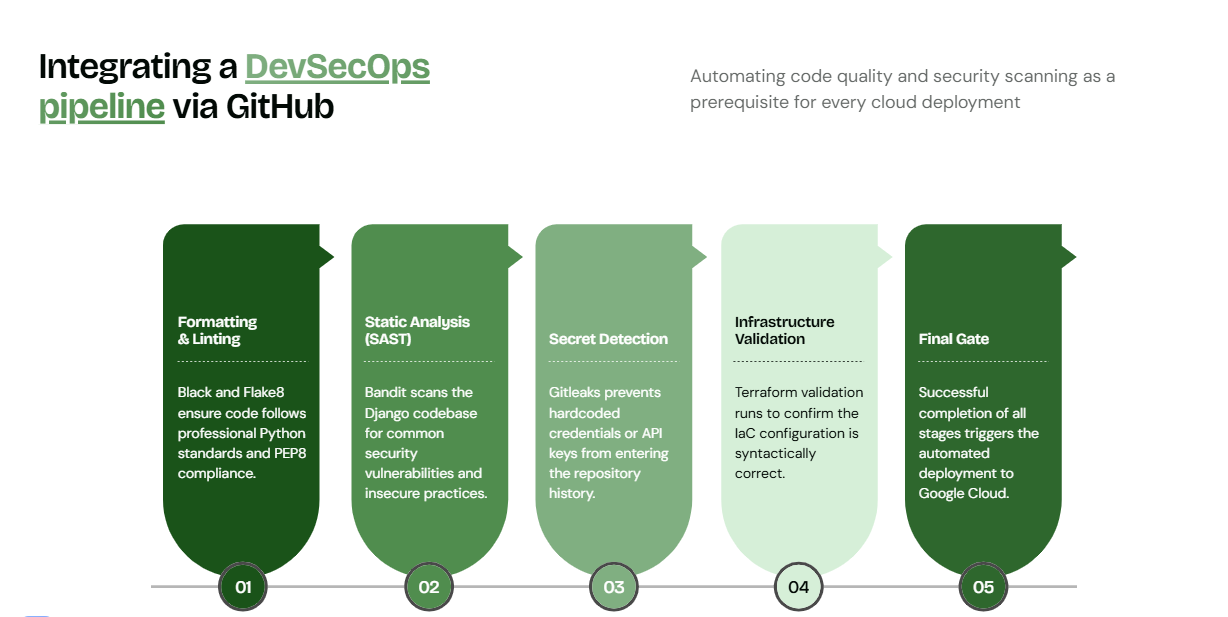 Integrating a DevSecOps
pipeline via GitHub
Automating code quality and security scanning as a
prerequisite for every cloud deployment
Formatting
& Linting
Black and Flake8
ensure code follows
professional Python
standards and PEP8
compliance.
01
Static Analysis
(SAST)
Bandit scans the
Django codebase
for common
security
vulnerabilities and
insecure practices.
02
Secret Detection
Gitleaks prevents
hardcoded
credentials or API
keys from entering
the repository
history.
03
Infrastructure
Validation
Terraform validation
runs to confirm the
IaC configuration is
syntactically
correct.
04
Final Gate
Successful
completion of all
stages triggers the
automated
deployment to
Google Cloud.
05